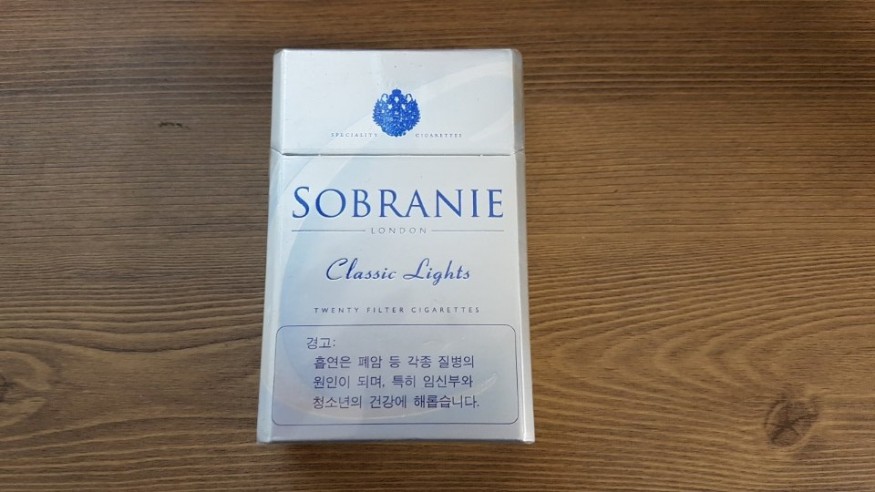 SPECIALITY CIGARETTES
SOBRANIE
LONDON
Classic Lights
TWENTY FILTER CIGARETTES
경고:
흡연은 폐암 등 각종 질병의
원인이 되며, 특히 임신부와
청소년의 건강에 해롭습니다.